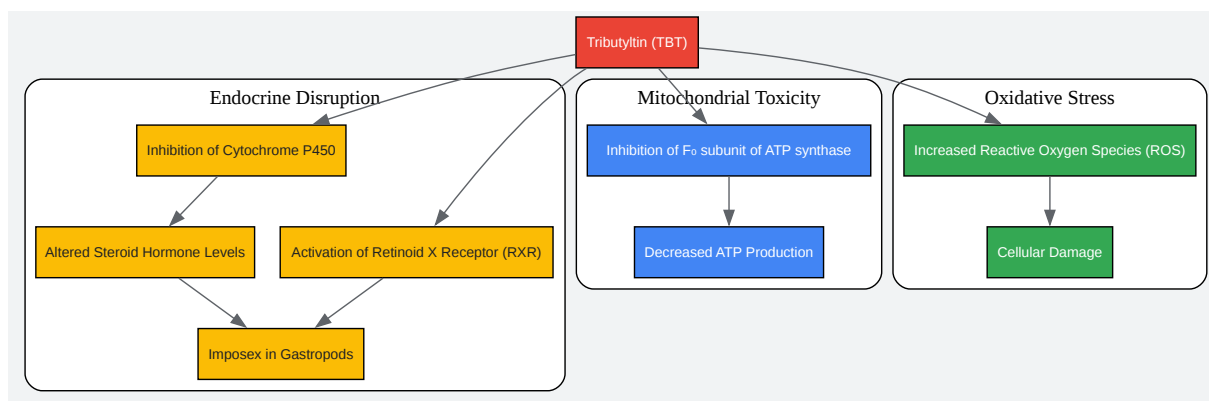 Tributyltin (TBT)
Endocrine Disruption
Mitochondrial Toxicity
Oxidative Stress
Inhibition of Cytochrome P450
Inhibition of F₀ subunit of ATP synthase
Increased Reactive Oxygen Species (ROS)
Altered Steroid Hormone Levels
Activation of Retinoid X Receptor (RXR)
Decreased ATP Production
Cellular Damage
Imposex in Gastropods